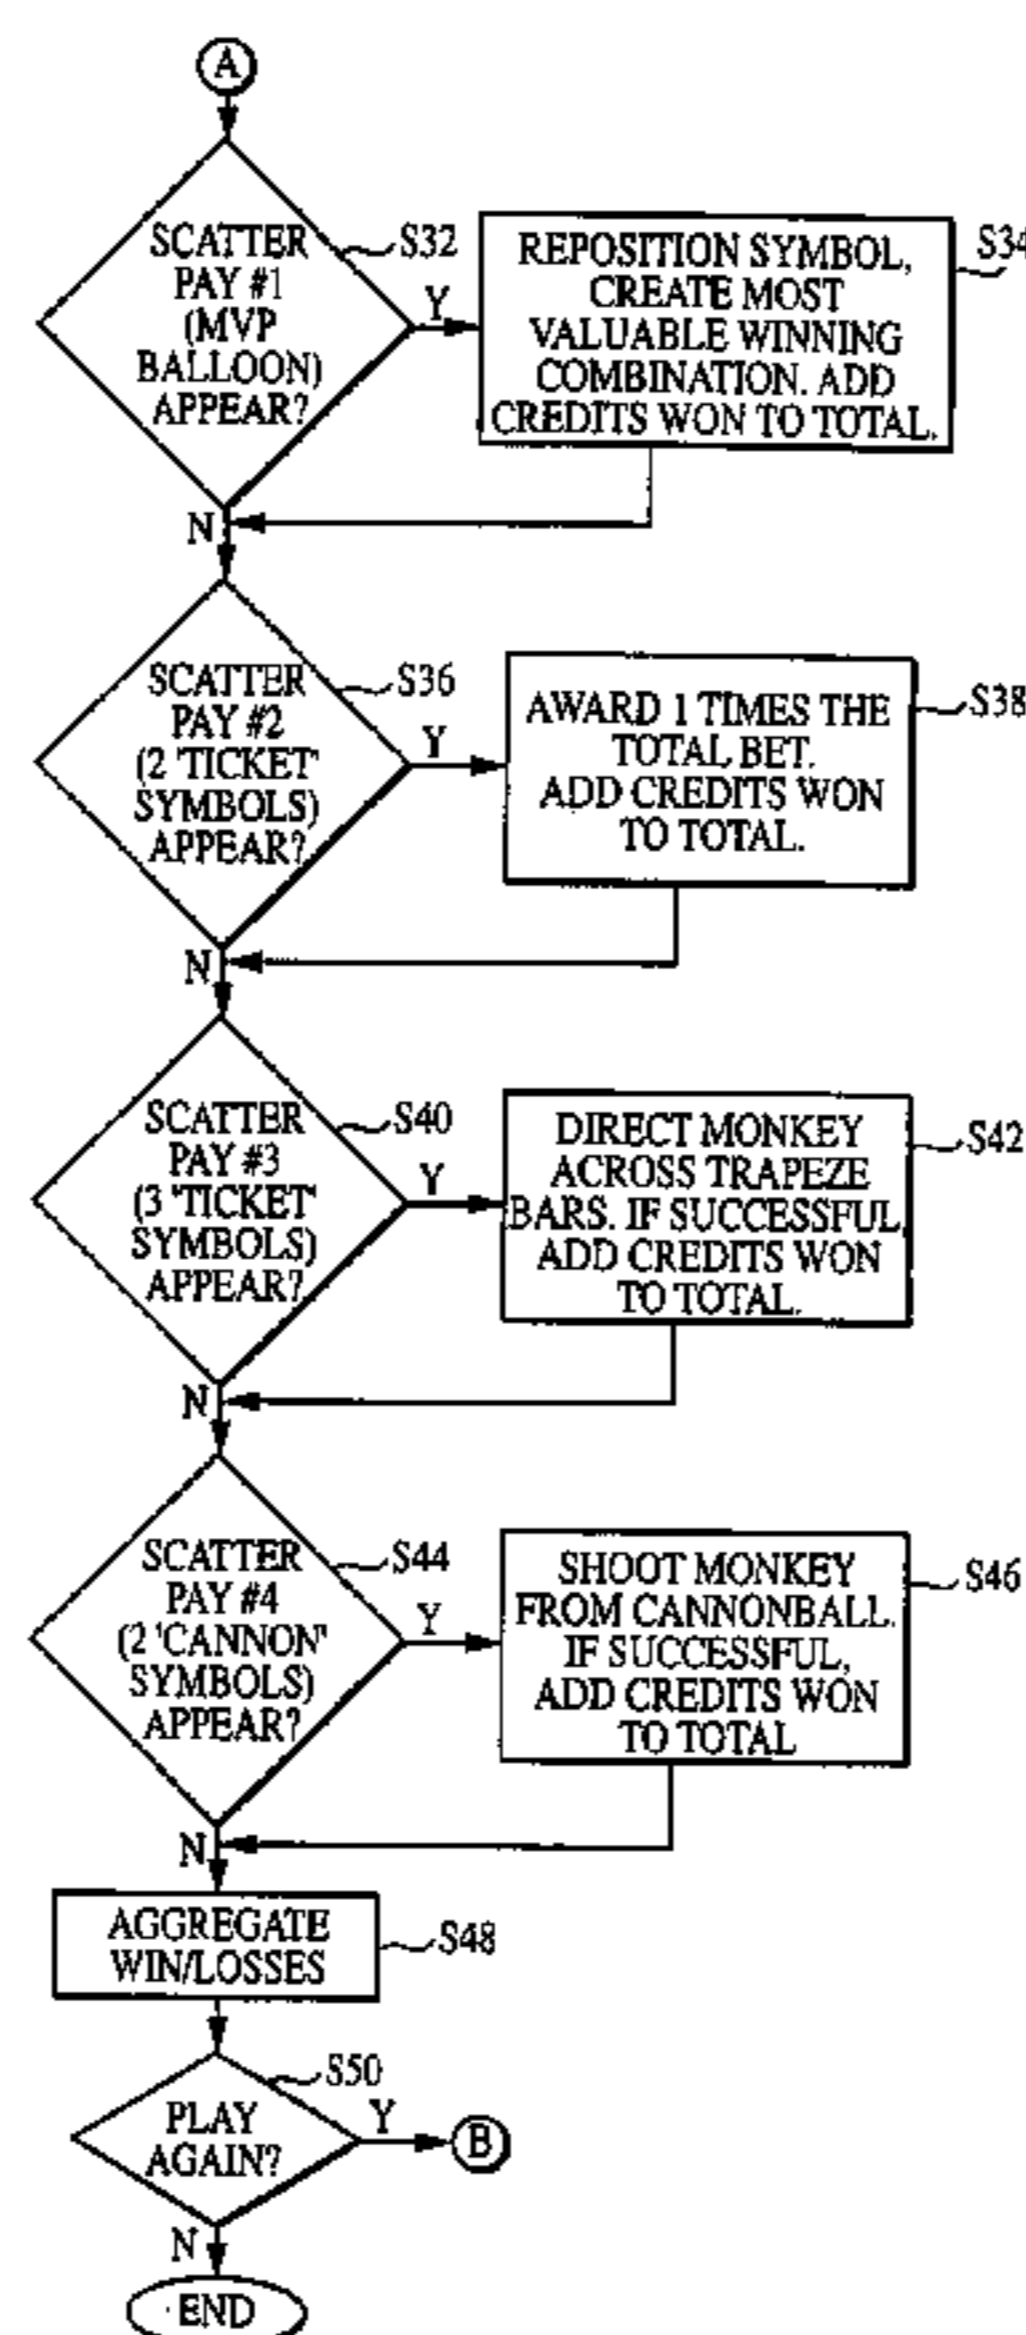 A
SCATTER
PAY #1
(MVP
BALLOON)
APPEAR?
S32
Y
REPOSITION SYMBOL,
CREATE MOST
VALUABLE WINNING
COMBINATION. ADD
CREDITS WON TO TOTAL.
S34
N
SCATTER
PAY #2
(2 'TICKET'
SYMBOLS)
APPEAR?
S36
Y
AWARD 1 TIMES THE
TOTAL BET.
ADD CREDITS WON
TO TOTAL.
S38
N
SCATTER
PAY #3
(3 'TICKET'
SYMBOLS)
APPEAR?
S40
Y
DIRECT MONKEY
ACROSS TRAPEZE
BARS. IF SUCCESSFUL
ADD CREDITS WON
TO TOTAL.
S42
N
SCATTER
PAY #4
(2 'CANNON'
SYMBOLS)
APPEAR?
S44
Y
SHOOT MONKEY
FROM CANNONBALL.
IF SUCCESSFUL,
ADD CREDITS WON
TO TOTAL
S46
N
AGGREGATE
WIN/LOSSES
S48
PLAY
AGAIN?
S50
Y
B
N
END